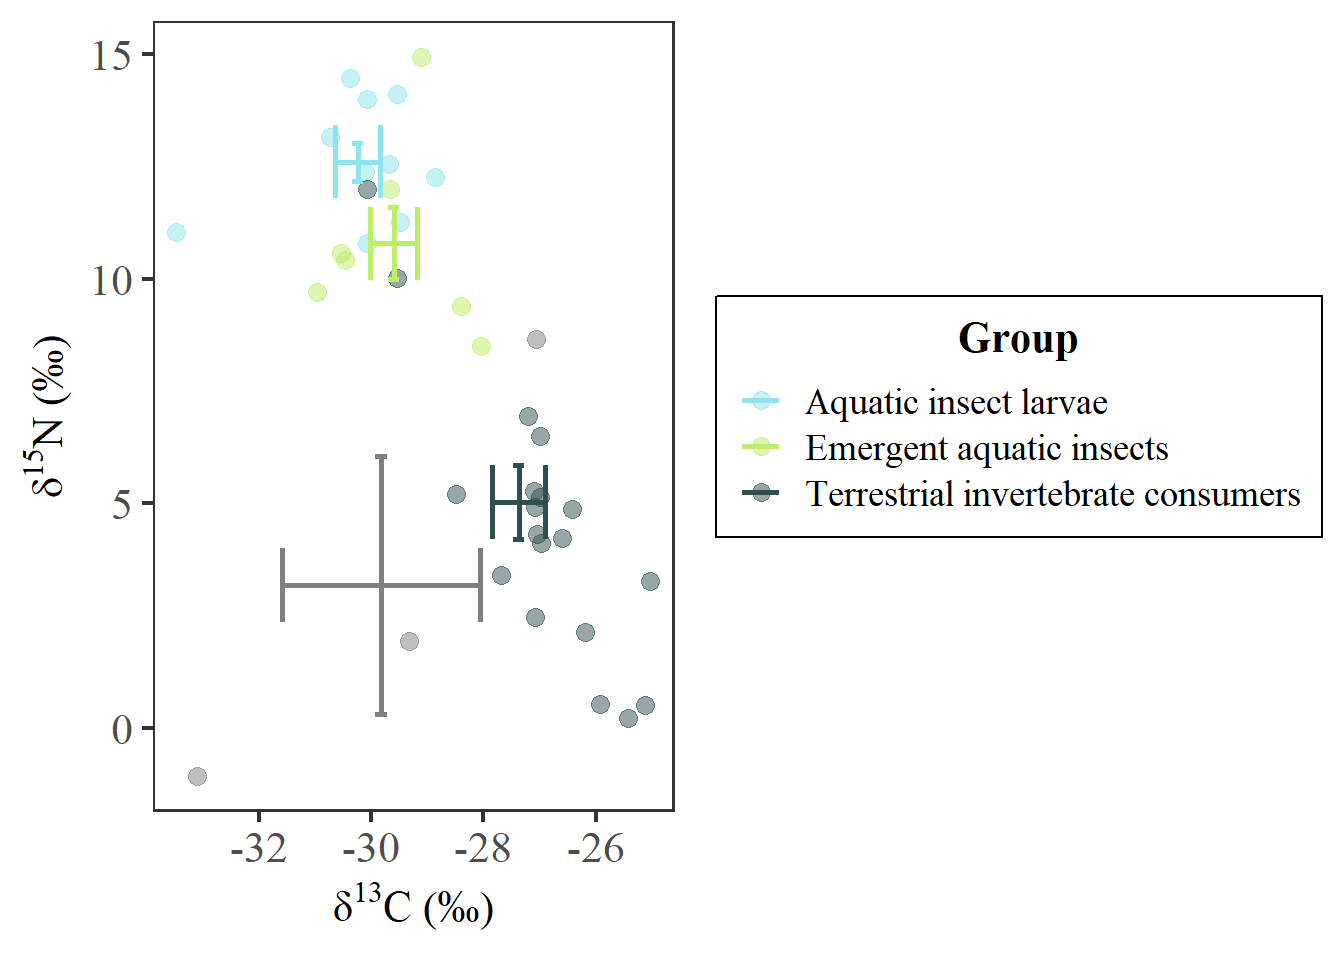 15
10
5
0
δ15N (‰)
-32 -30 -28 -26
δ13C (‰)
Group
Aquatic insect larvae
Emergent aquatic insects
Terrestrial invertebrate consumers